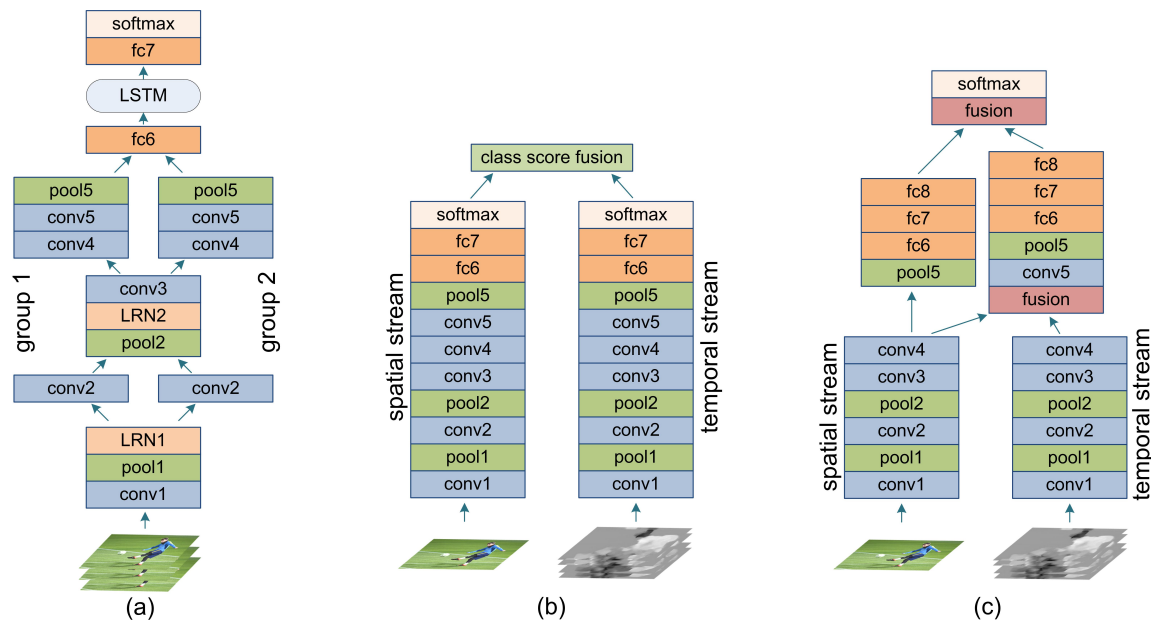 softmax
fc7
LSTM
fc6
pool5
conv5
conv4
pool5
conv5
conv4
group 1
group 2
conv3
LRN2
pool2
conv2
conv2
LRN1
pool1
conv1
(a)
class score fusion
softmax
fc7
fc6
pool5
conv5
conv4
conv3
pool2
conv2
pool1
conv1
spatial stream
softmax
fc7
fc6
pool5
conv5
conv4
conv3
pool2
conv2
pool1
conv1
temporal stream
(b)
softmax
fusion
fc8
fc7
fc6
pool5
fc8
fc7
fc6
pool5
conv5
fusion
conv4
conv3
pool2
conv2
pool1
conv1
spatial stream
conv4
conv3
pool2
conv2
pool1
conv1
temporal stream
(c)